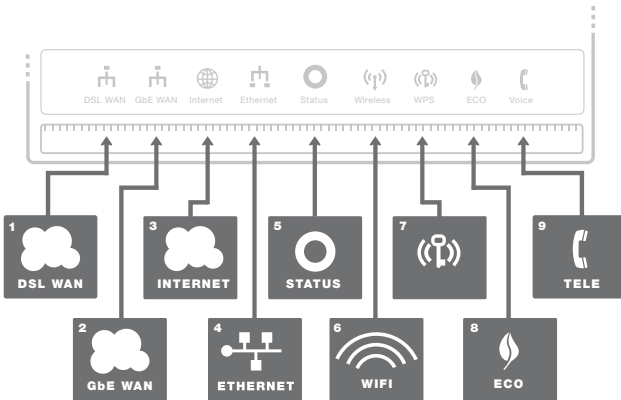 DSL WAN GbE WAN Internet Ethernet Status Wireless WPS ECO Voice
1
DSL WAN
3
INTERNET
5
STATUS
7
9
TELE
2
GbE WAN
4
ETHERNET
6
WIFI
8
ECO